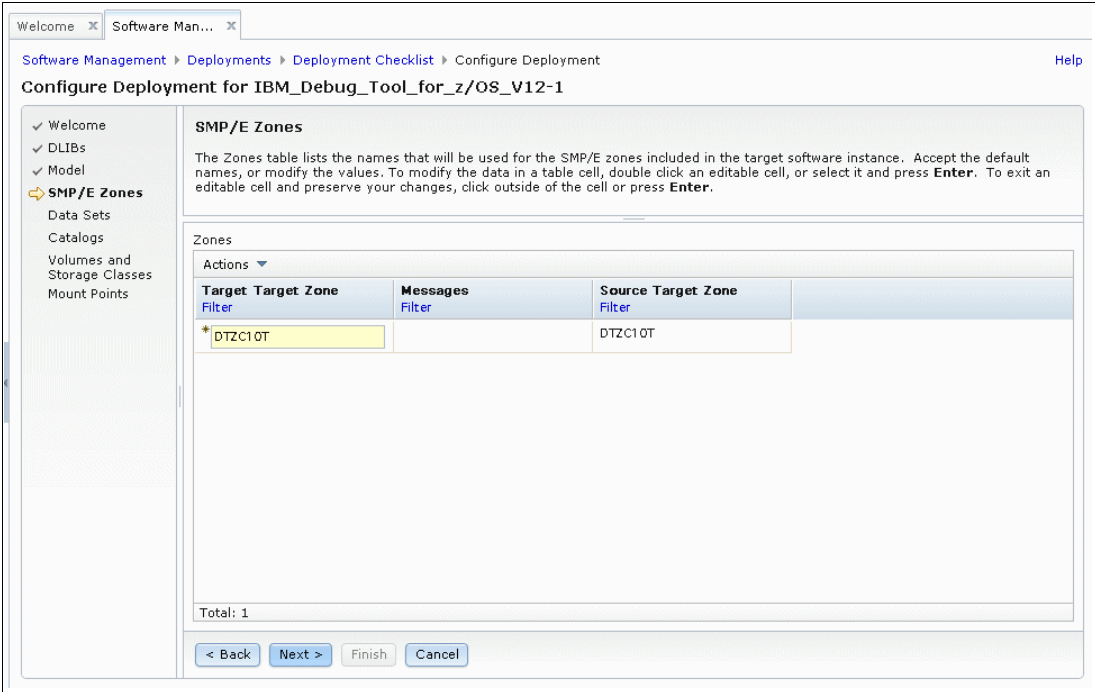 Welcome x Software Man... x
Software Management ▸ Deployments ▸ Deployment Checklist ▸ Configure Deployment Help
Configure Deployment for IBM_Debug_Tool_for_z/OS_V12-1
✓ Welcome
✓ DLIBs
✓ Model
⇨ SMP/E Zones
Data Sets
Catalogs
Volumes and
Storage Classes
Mount Points
SMP/E Zones
The Zones table lists the names that will be used for the SMP/E zones included in the target software instance. Accept the default
names, or modify the values. To modify the data in a table cell, double click an editable cell, or select it and press Enter. To exit an
editable cell and preserve your changes, click outside of the cell or press Enter.
Zones
Actions ▼
Target Target Zone Messages Source Target Zone
Filter Filter Filter
* DTZC10T DTZC10T
Total: 1
< Back Next > Finish Cancel